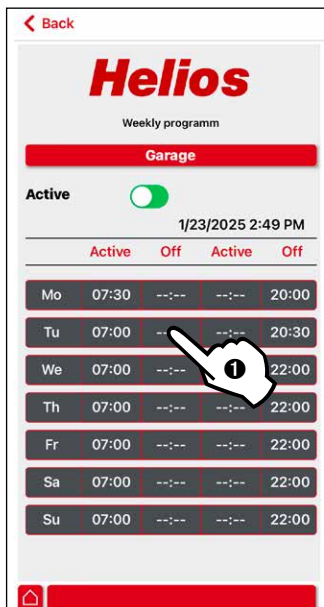 Back
Helios
Weekly programm
Garage
Active
1/23/2025 2:49 PM
Active Off Active Off
Mo 07:30 --:-- --:-- 20:00
Tu 07:00 --:-- 20:30
We 07:00 --:-- 22:00
❶
Th 07:00 --:-- --:-- 22:00
Fr 07:00 --:-- --:-- 22:00
Sa 07:00 --:-- --:-- 22:00
Su 07:00 --:-- --:-- 22:00